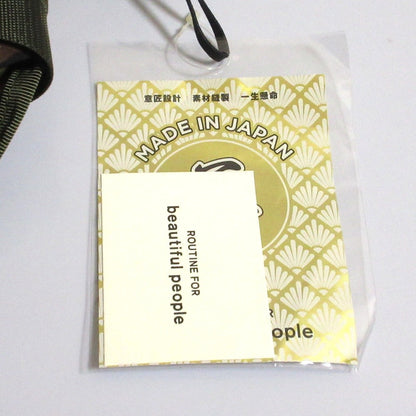 意匠設計 素材縫製 一生懸命
MADE IN JAPAN
ROUTINE FOR
beautiful people
ople